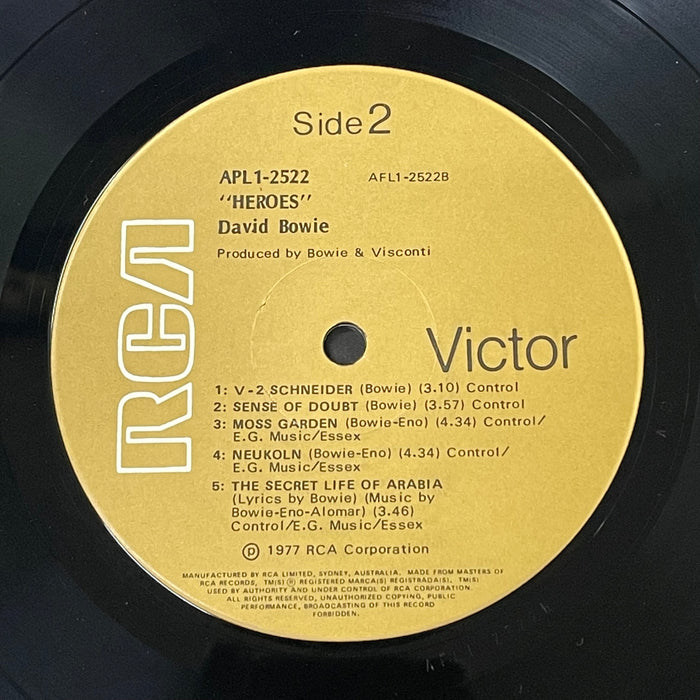 Side 2
APL1-2522 AFL1-2522B
"HEROES"
David Bowie
Produced by Bowie & Visconti
RCA
Victor
1: V-2 SCHNEIDER (Bowie) (3.10) Control
2: SENSE OF DOUBT (Bowie) (3.57) Control
3: MOSS GARDEN (Bowie-Eno) (4.34) Control/
E.G. Music/Essex
4: NEUKOLN (Bowie-Eno) (4.34) Control/
E.G. Music/Essex
5: THE SECRET LIFE OF ARABIA
(Lyrics by Bowie) (Music by
Bowie-Eno-Alomar) (3.46)
Control/E.G. Music/Essex
℗ 1977 RCA Corporation
MANUFACTURED BY RCA LIMITED, SYDNEY, AUSTRALIA. MADE FROM MASTERS OF
RCA RECORDS, TM(S) ® REGISTERED MARCA(S) REGISTRADA(S), TM(S)
USED BY AUTHORITY AND UNDER CONTROL OF RCA CORPORATION.
ALL RIGHTS RESERVED, UNAUTHORIZED COPYING, PUBLIC
PERFORMANCE, BROADCASTING OF THIS RECORD
FORBIDDEN.